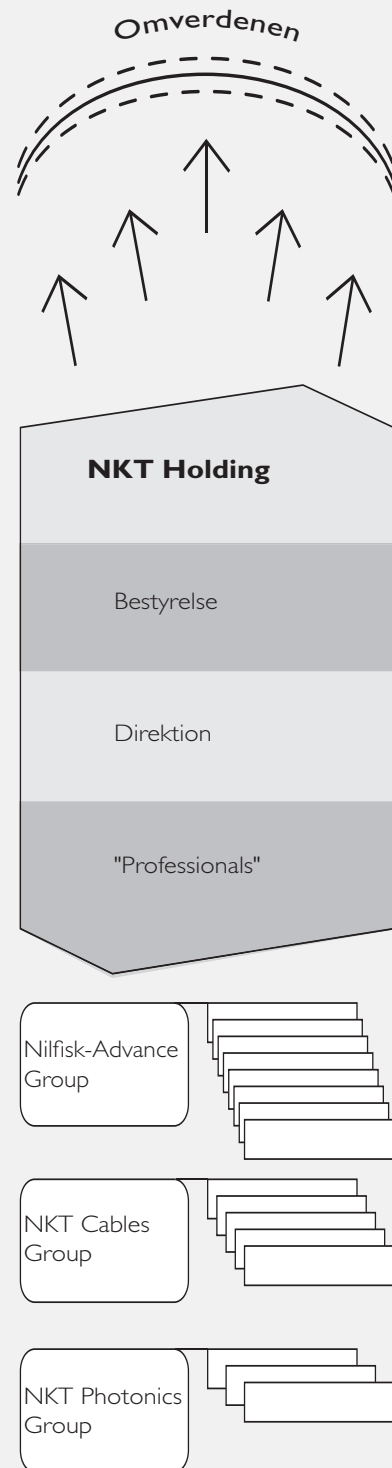 Omverdenen
NKT Holding
Bestyrelse
Direktion
"Professionals"
Nilfisk-Advance
Group
NKT Cables
Group
NKT Photonics
Group